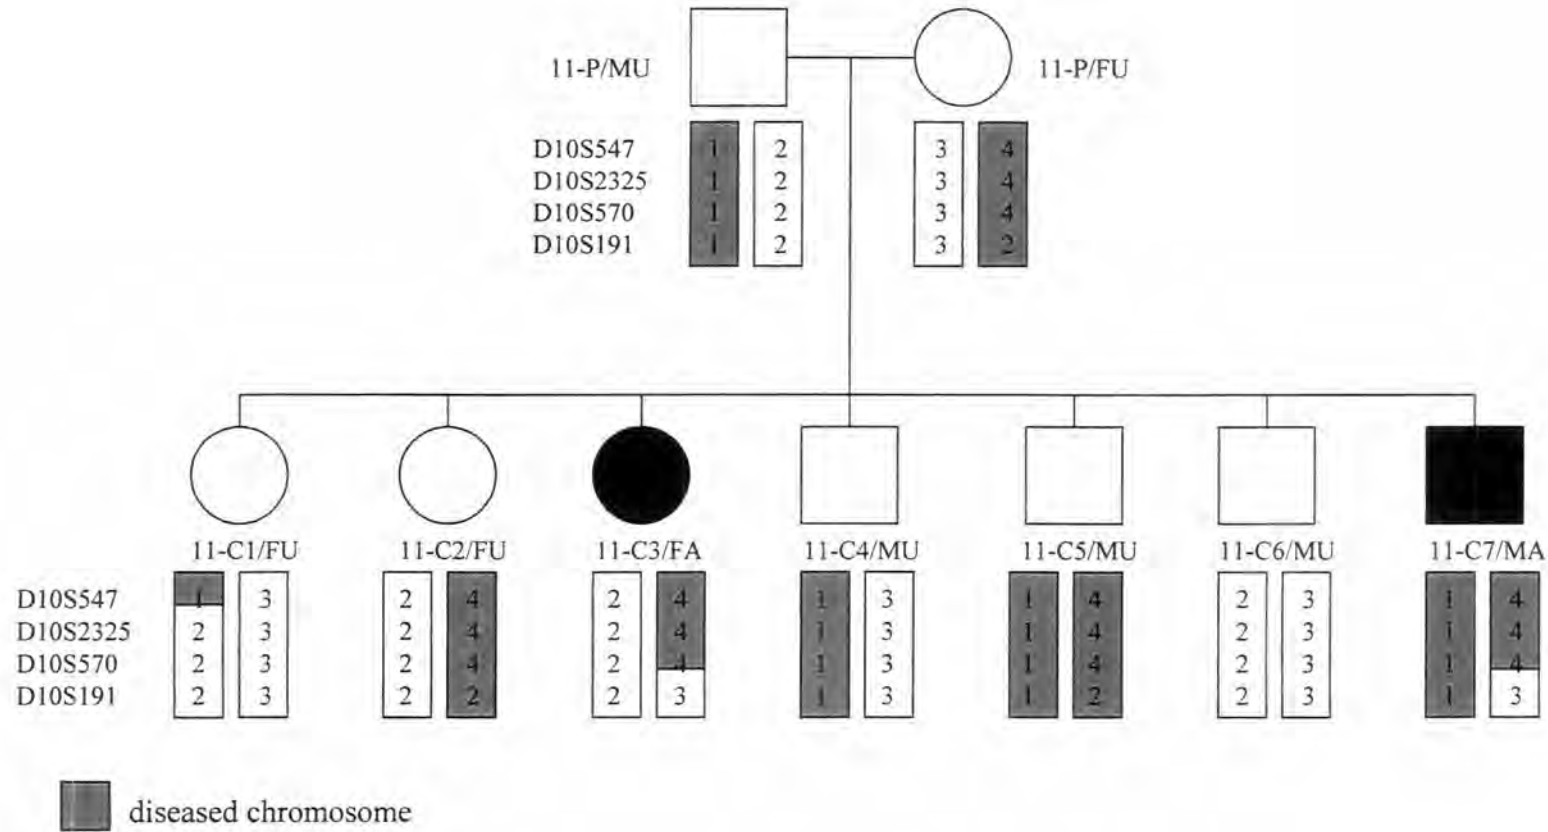 11-P/MU 11-P/FU
D10S547 1 2 3 4
D10S2325 1 2 3 4
D10S570 1 2 3 4
D10S191 1 2 3 2
11-C1/FU 11-C2/FU 11-C3/FA 11-C4/MU 11-C5/MU 11-C6/MU 11-C7/MA
D10S547 1 3 2 4 2 4 1 3 1 4 2 3 1 4
D10S2325 2 3 2 4 2 4 1 3 1 4 2 3 1 4
D10S570 2 3 2 4 2 4 1 3 1 4 2 3 1 4
D10S191 2 3 2 2 2 3 1 3 1 2 2 3 1 3
diseased chromosome